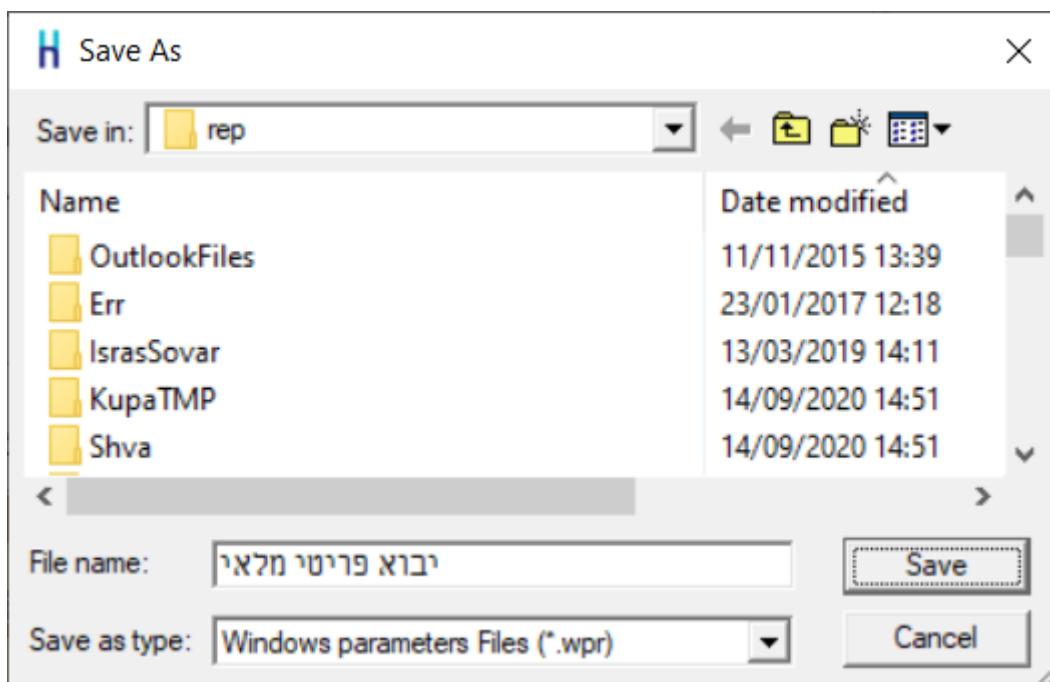 Save As
Save in: rep
Name Date modified
OutlookFiles 11/11/2015 13:39
Err 23/01/2017 12:18
IsrasSovar 13/03/2019 14:11
KupaTMP 14/09/2020 14:51
Shva 14/09/2020 14:51
File name: יבוא פריטי מלאי Save
Save as type: Windows parameters Files (*.wpr) Cancel